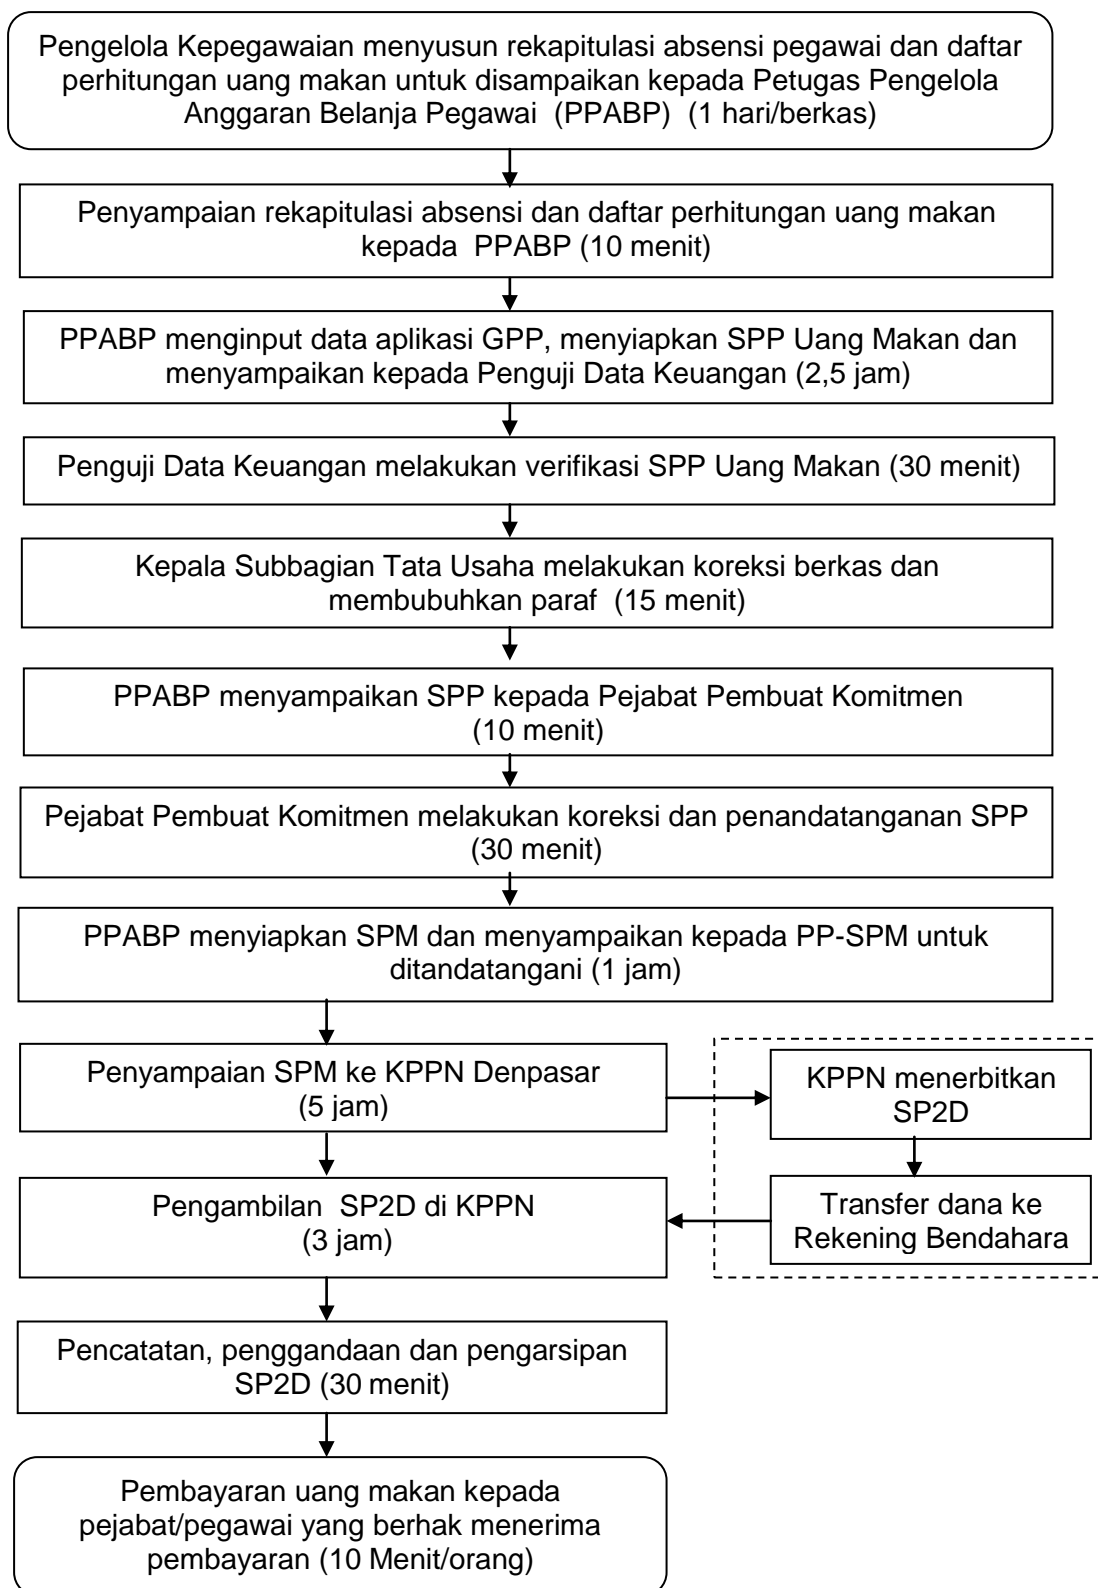 Pengelola Kepegawaian menyusun rekapitulasi absensi pegawai dan daftar
perhitungan uang makan untuk disampaikan kepada Petugas Pengelola
Anggaran Belanja Pegawai (PPABP) (1 hari/berkas)
Penyampaian rekapitulasi absensi dan daftar perhitungan uang makan
kepada PPABP (10 menit)
PPABP menginput data aplikasi GPP, menyiapkan SPP Uang Makan dan
menyampaikan kepada Penguji Data Keuangan (2,5 jam)
Penguji Data Keuangan melakukan verifikasi SPP Uang Makan (30 menit)
Kepala Subbagian Tata Usaha melakukan koreksi berkas dan
membubuhkan paraf (15 menit)
PPABP menyampaikan SPP kepada Pejabat Pembuat Komitmen
(10 menit)
Pejabat Pembuat Komitmen melakukan koreksi dan penandatanganan SPP
(30 menit)
PPABP menyiapkan SPM dan menyampaikan kepada PP-SPM untuk
ditandatangani (1 jam)
Penyampaian SPM ke KPPN Denpasar
(5 jam)
KPPN menerbitkan
SP2D
Transfer dana ke
Rekening Bendahara
Pengambilan SP2D di KPPN
(3 jam)
Pencatatan, penggandaan dan pengarsipan
SP2D (30 menit)
Pembayaran uang makan kepada
pejabat/pegawai yang berhak menerima
pembayaran (10 Menit/orang)